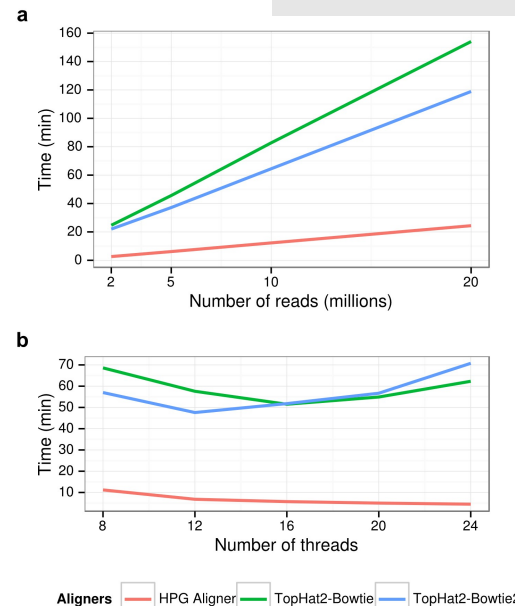 a
160
140
120
100
80
60
40
20
0
Time (min)
2 5 10 20
Number of reads (millions)
b
70
60
50
40
30
20
10
Time (min)
8 12 16 20 24
Number of threads
Aligners HPG Aligner TopHat2-Bowtie TopHat2-Bowtie2